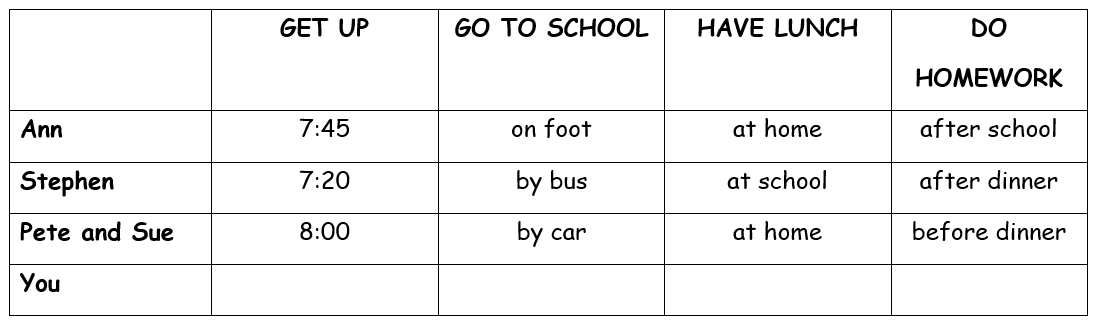 GET UP GO TO SCHOOL HAVE LUNCH DO
HOMEWORK
Ann 7:45 on foot at home after school
Stephen 7:20 by bus at school after dinner
Pete and Sue 8:00 by car at home before dinner
You